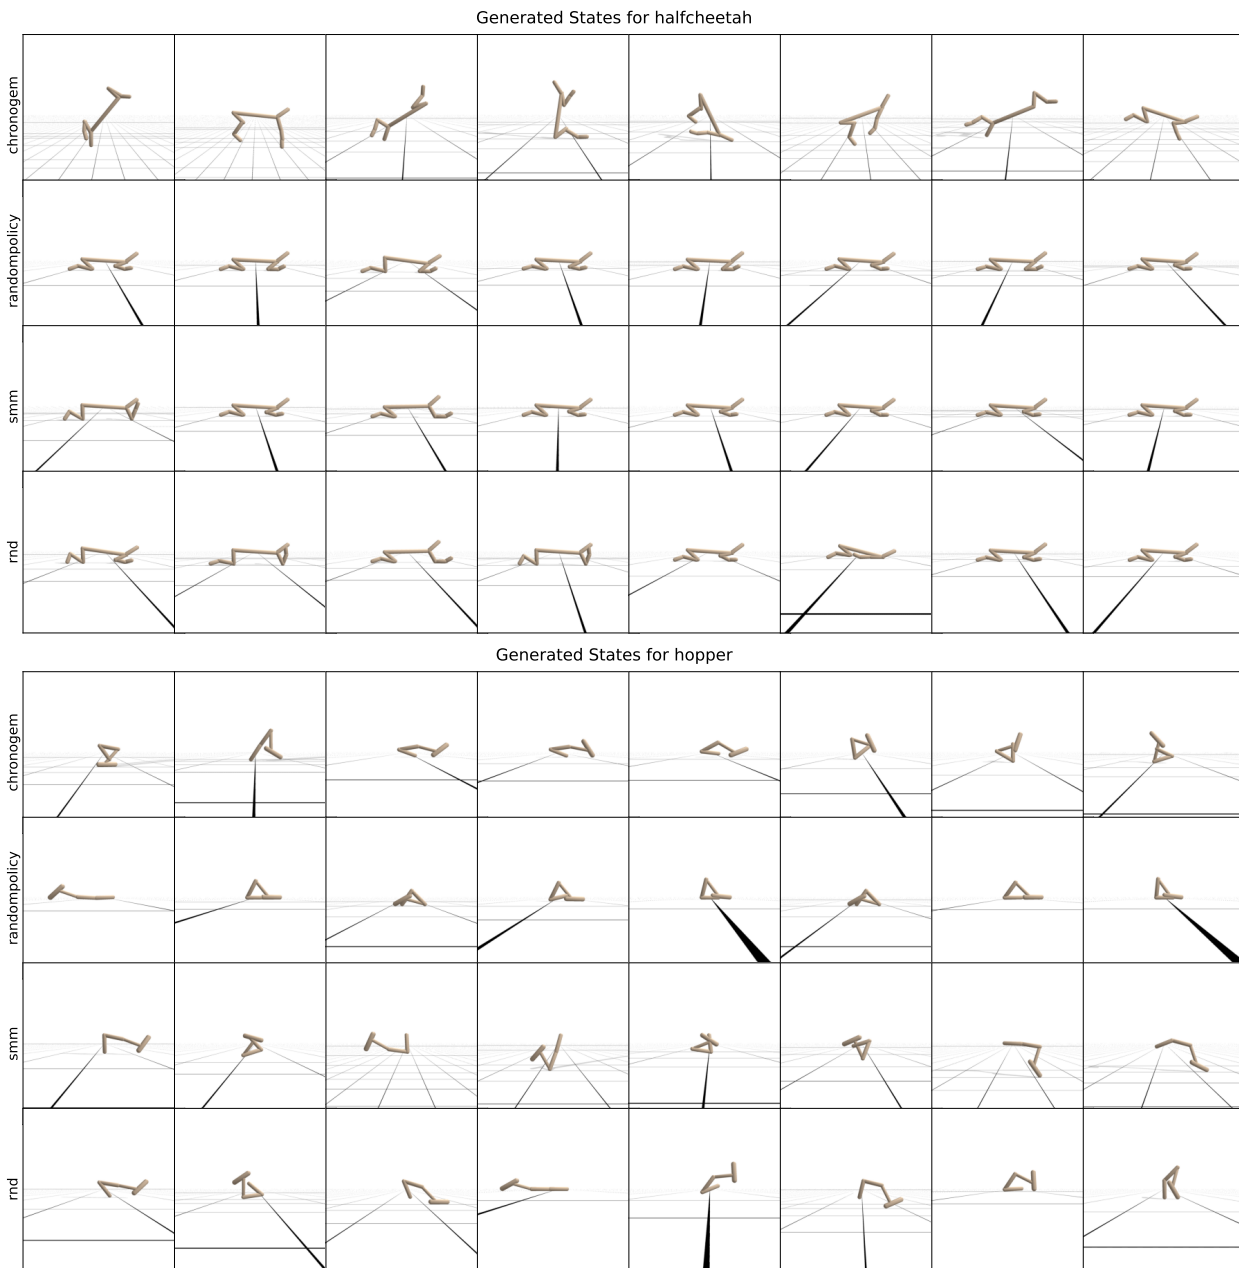 Generated States for halfcheetah
chronogem
randompolicy
smm
rnd
Generated States for hopper
chronogem
randompolicy
smm
rnd